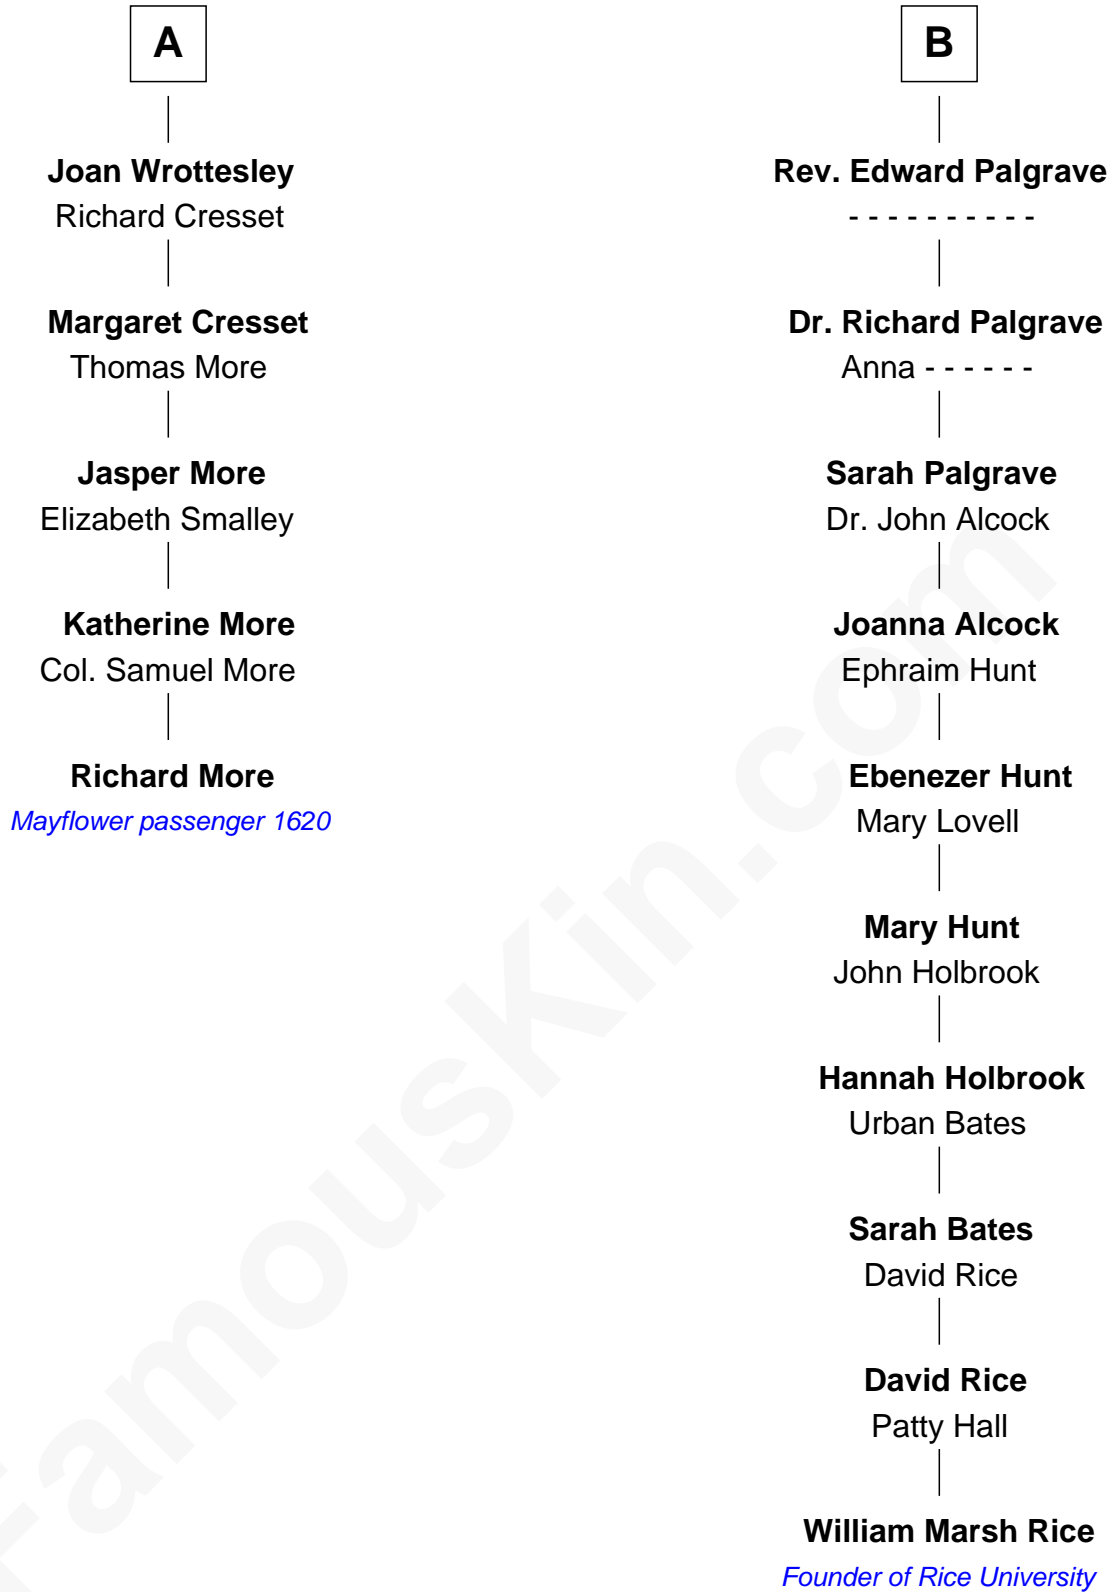 A
Joan Wrottesley
Richard Cresset
Margaret Cresset
Thomas More
Jasper More
Elizabeth Smalley
Katherine More
Col. Samuel More
Richard More
Mayflower passenger 1620
B
Rev. Edward Palgrave
- - - - - - - - - -
Dr. Richard Palgrave
Anna - - - - - -
Sarah Palgrave
Dr. John Alcock
Joanna Alcock
Ephraim Hunt
Ebenezer Hunt
Mary Lovell
Mary Hunt
John Holbrook
Hannah Holbrook
Urban Bates
Sarah Bates
David Rice
David Rice
Patty Hall
William Marsh Rice
Founder of Rice University
FamousKin.com